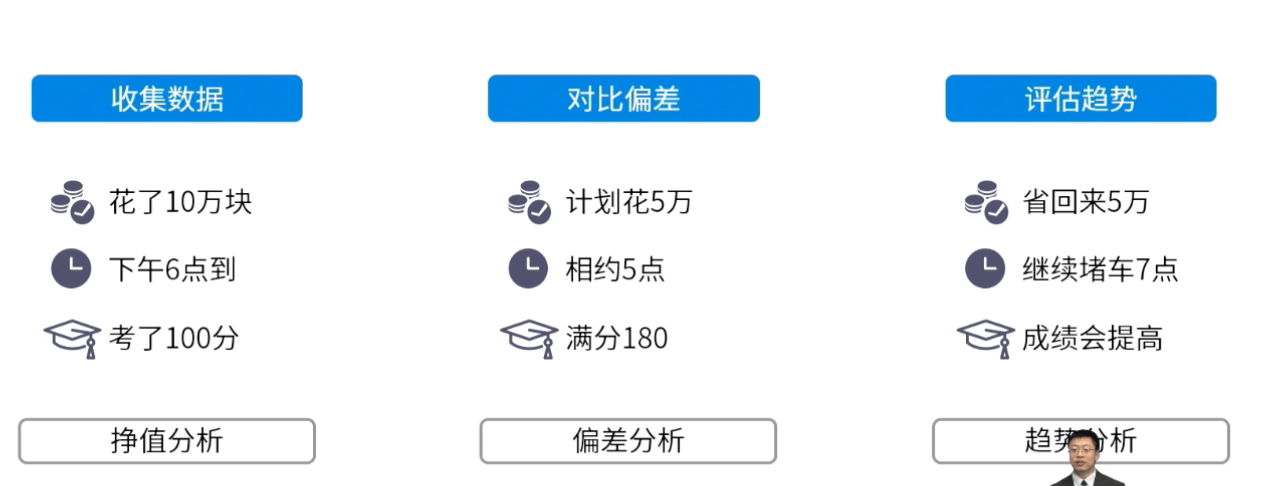 收集数据
对比偏差
评估趋势
花了10万块
计划花5万
省回来5万
下午6点到
相约5点
继续堵车7点
考了100分
满分180
成绩会提高
挣值分析
偏差分析
趋势分析